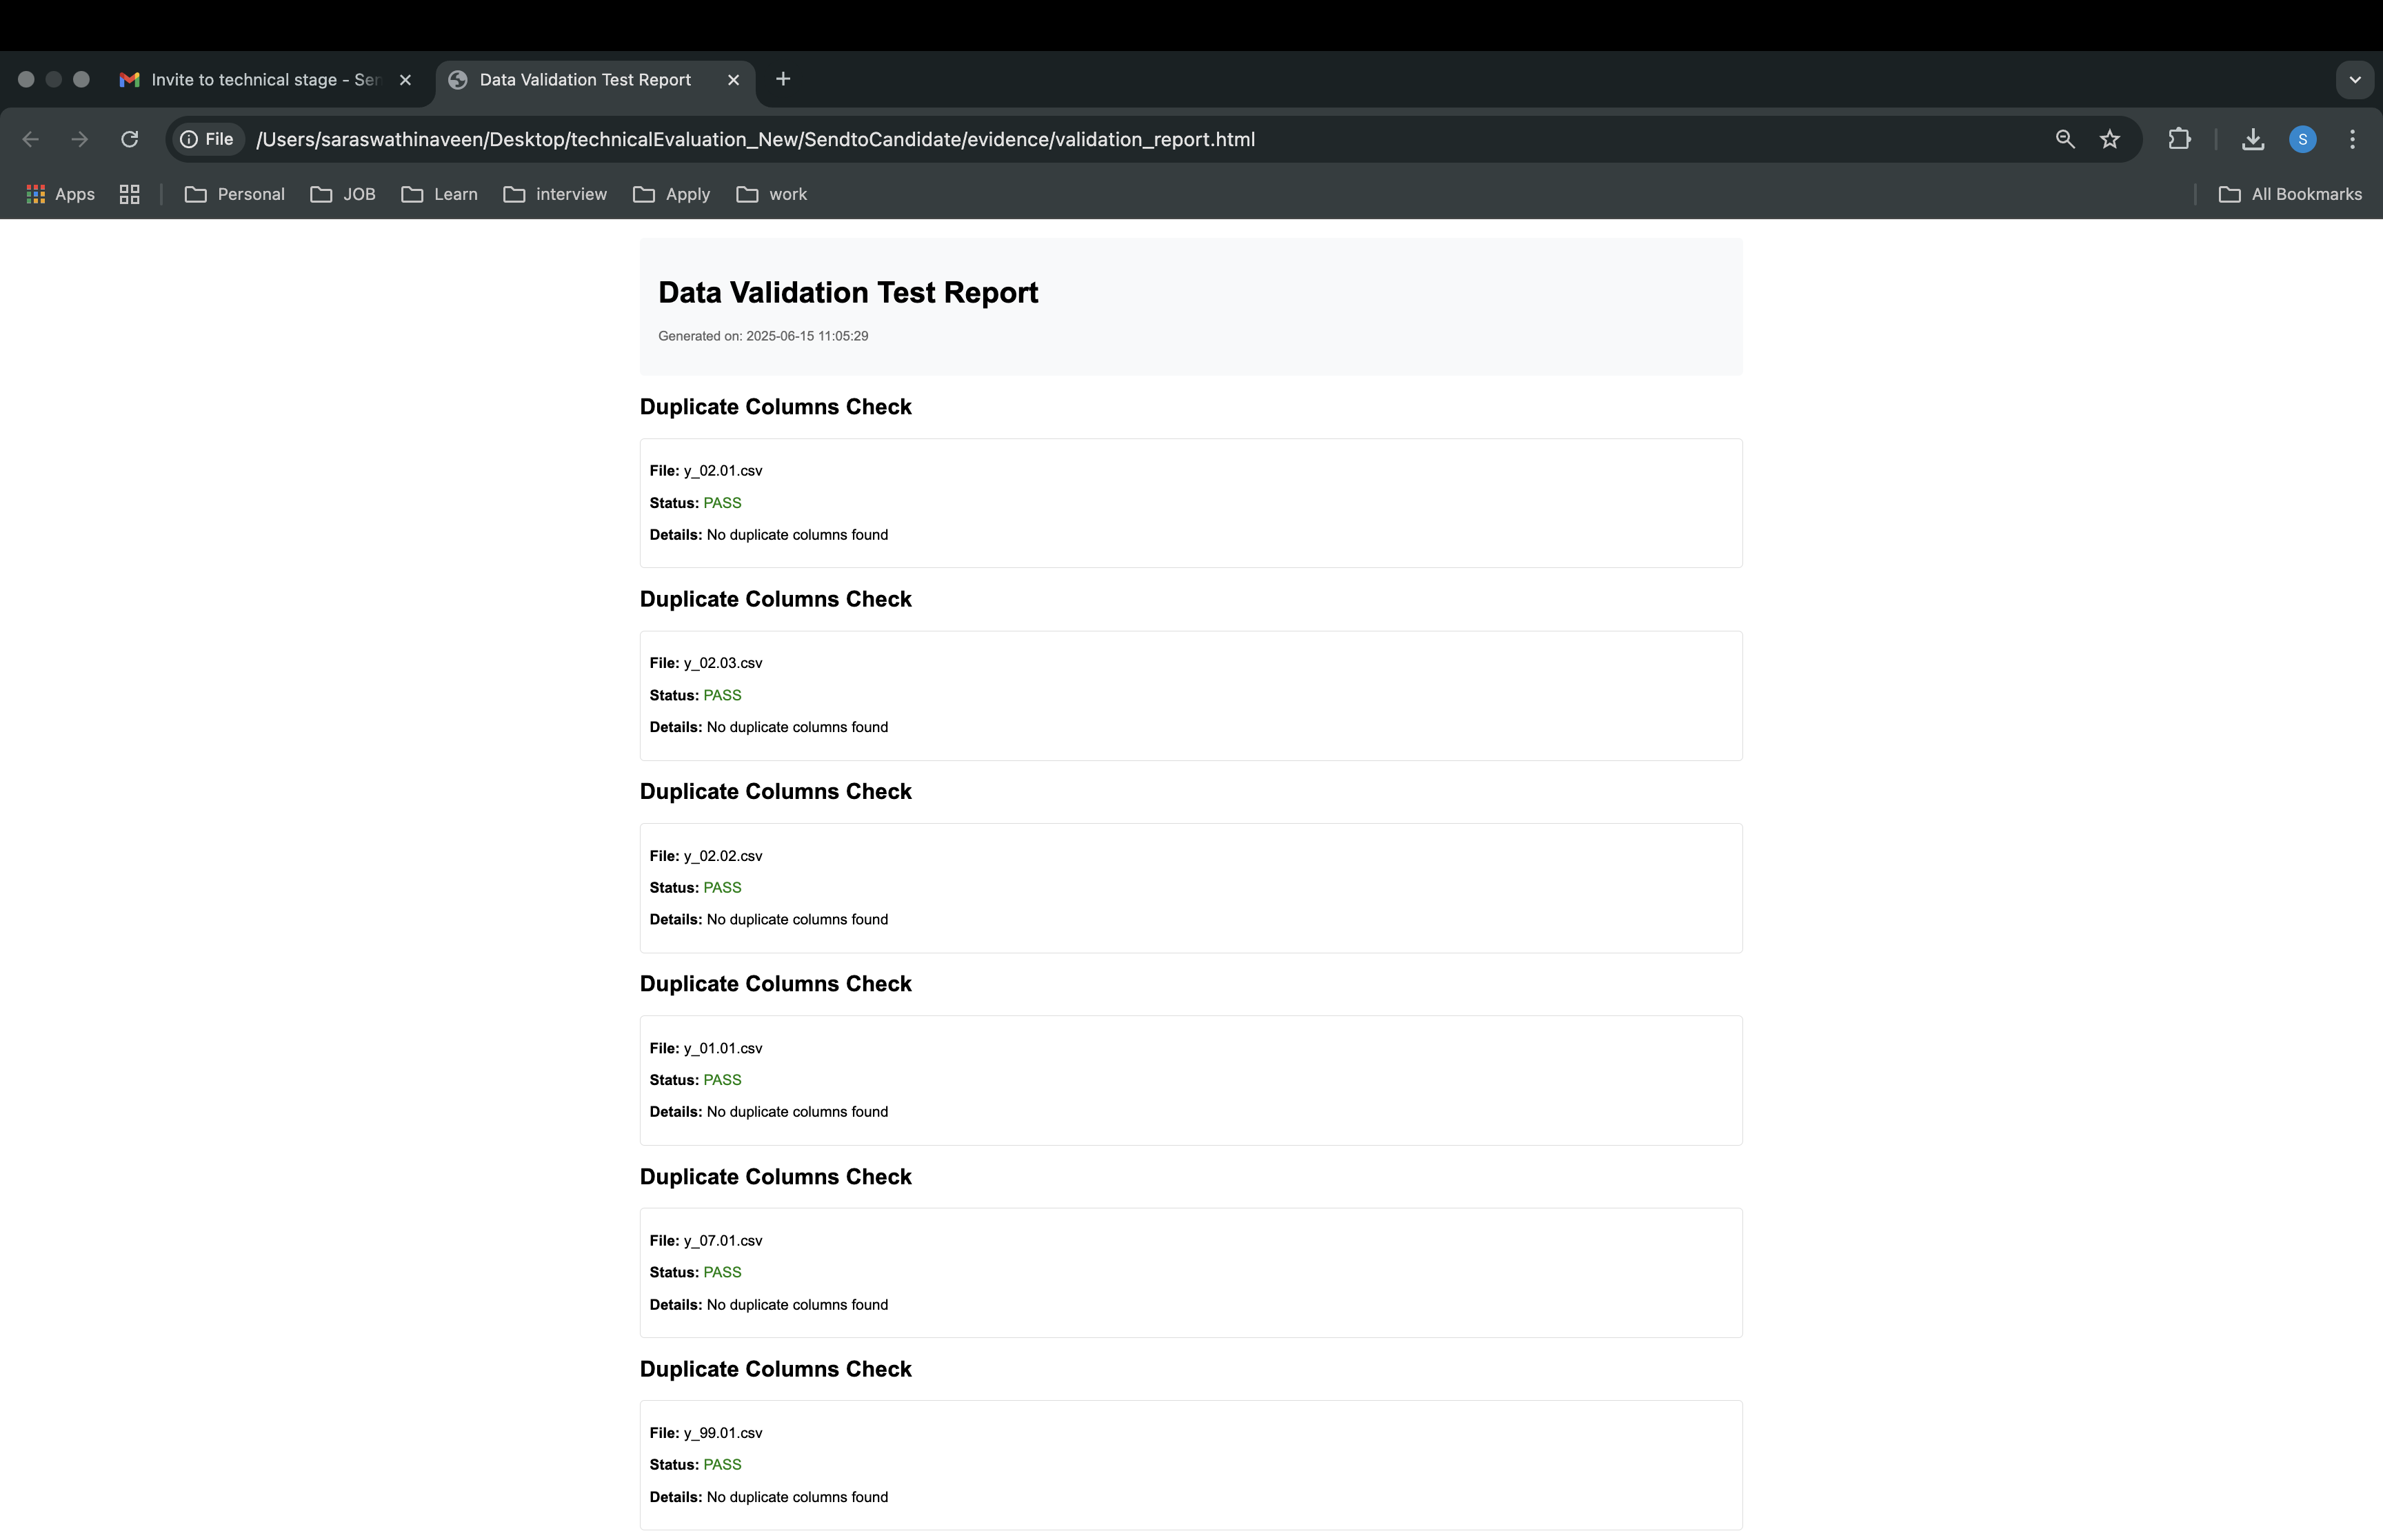 Invite to technical stage - Sen
Data Validation Test Report
File
/Users/saraswathinaveen/Desktop/technicalEvaluation_New/SendtoCandidate/evidence/validation_report.html
S
Apps
Personal
JOB
Learn
interview
Apply
work
All Bookmarks
Data Validation Test Report
Generated on: 2025-06-15 11:05:29
Duplicate Columns Check
File: y_02.01.csv
Status: PASS
Details: No duplicate columns found
Duplicate Columns Check
File: y_02.03.csv
Status: PASS
Details: No duplicate columns found
Duplicate Columns Check
File: y_02.02.csv
Status: PASS
Details: No duplicate columns found
Duplicate Columns Check
File: y_01.01.csv
Status: PASS
Details: No duplicate columns found
Duplicate Columns Check
File: y_07.01.csv
Status: PASS
Details: No duplicate columns found
Duplicate Columns Check
File: y_99.01.csv
Status: PASS
Details: No duplicate columns found